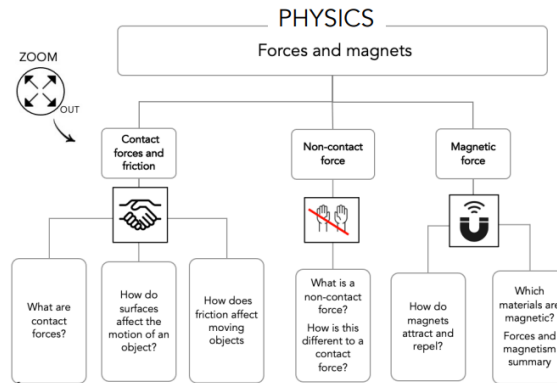 PHYSICS
Forces and magnets
ZOOM
OUT
Contact
forces and
friction
Non-contact
force
Magnetic
force
What are
contact
forces?
How do
surfaces
affect the
motion of an
object?
How does
friction affect
moving
objects
What is a
non-contact
force?
How is this
different to a
contact
force?
How do
magnets
attract and
repel?
Which
materials are
magnetic?
Forces and
magnetism
summary